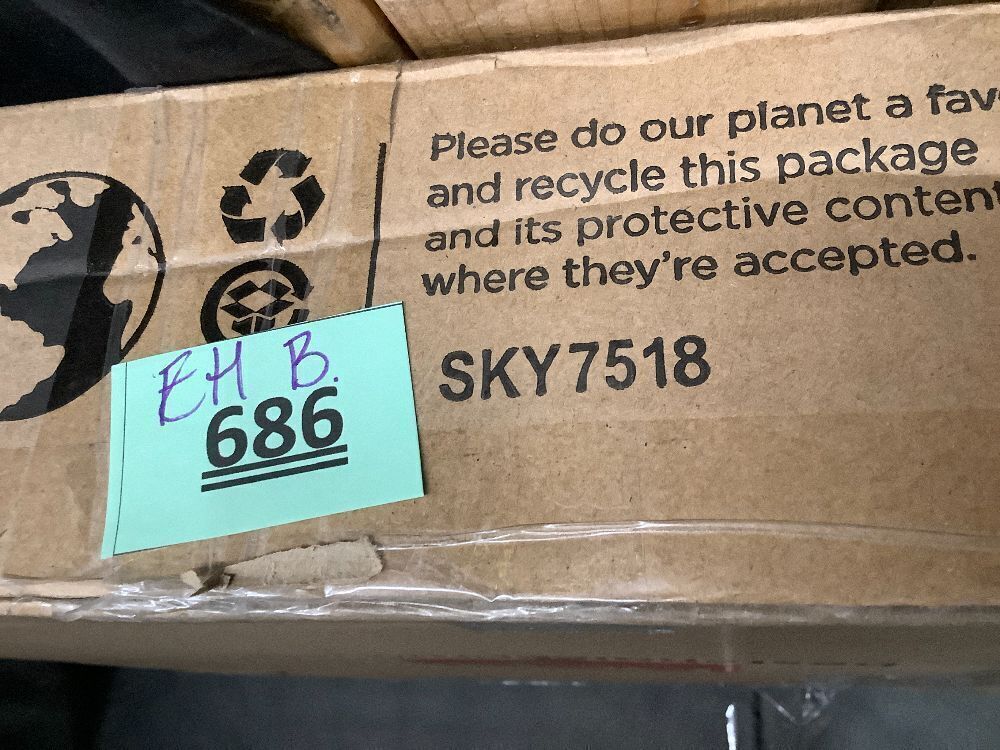 Please do our planet a fav
and recycle this package
and its protective content
where they're accepted.
SKY7518
EH B.
686